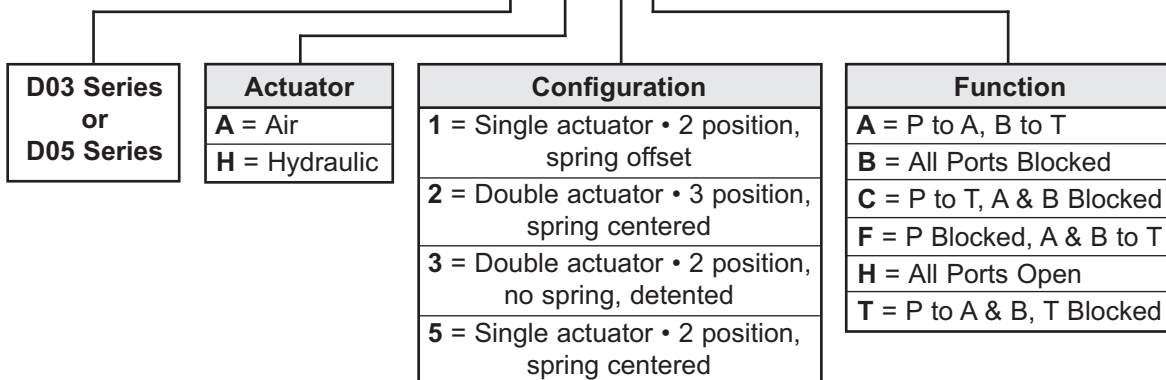 D03 Series
or
D05 Series
Actuator
A = Air
H = Hydraulic
Configuration
1 = Single actuator • 2 position,
spring offset
2 = Double actuator • 3 position,
spring centered
3 = Double actuator • 2 position,
no spring, detented
5 = Single actuator • 2 position,
spring centered
Function
A = P to A, B to T
B = All Ports Blocked
C = P to T, A & B Blocked
F = P Blocked, A & B to T
H = All Ports Open
T = P to A & B, T Blocked